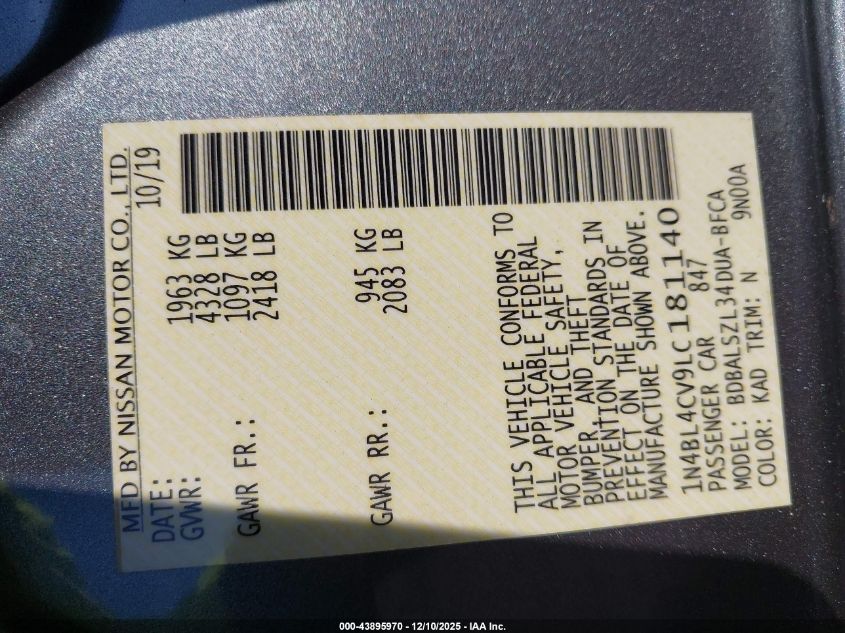 MFD BY NISSAN MOTOR CO., LTD.
DATE: 10/19
GVWR: 1963 KG
4328 LB
GAWR FR.: 1097 KG
2418 LB
GAWR RR.: 945 KG
2083 LB
THIS VEHICLE CONFORMS TO
ALL APPLICABLE FEDERAL
MOTOR VEHICLE SAFETY,
BUMPER, AND THEFT
PREVENTION STANDARDS IN
EFFECT ON THE DATE OF
MANUFACTURE SHOWN ABOVE.
1N4BL4CV9LC181140
PASSENGER CAR 847
MODEL: BDBALSZL34DUA-BFCA
COLOR: KAD TRIM: N 9N00A
000-43895970 - 12/10/2025 - IAA Inc.